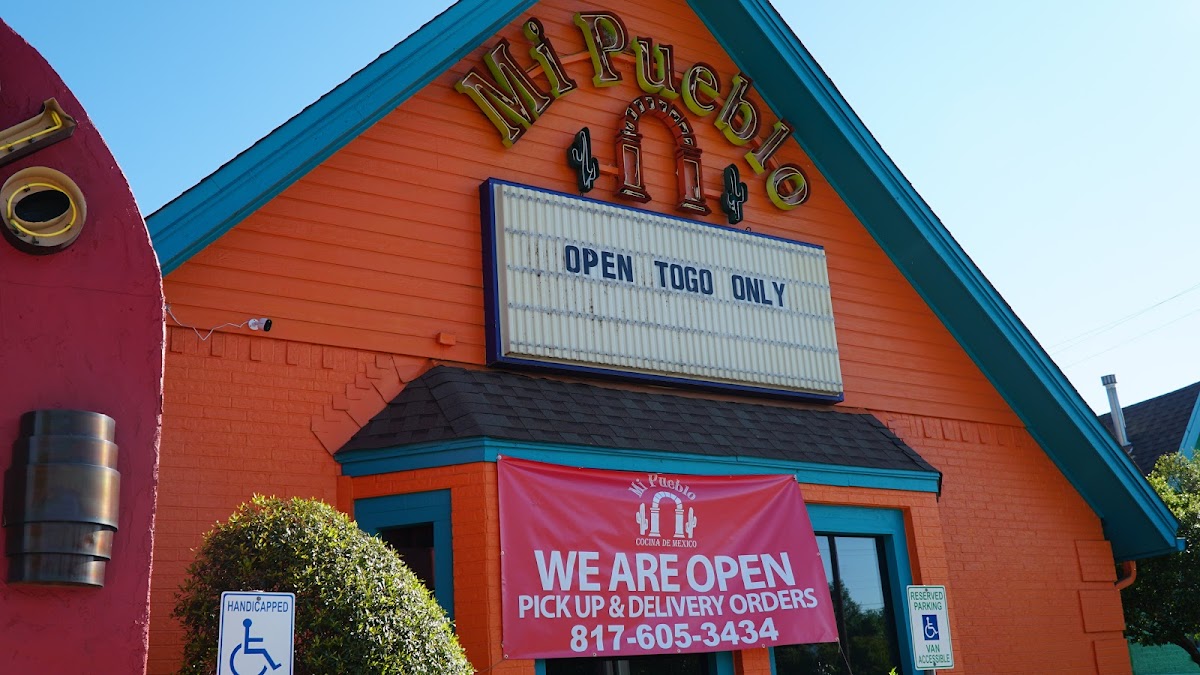 Mi Pueblo
OPEN TOGO ONLY
Mi Pueblo
COCINA DE MEXICO
WE ARE OPEN
PICK UP & DELIVERY ORDERS
817-605-3434
HANDICAPPED
RESERVED
PARKING
VAN
ACCESSIBLE